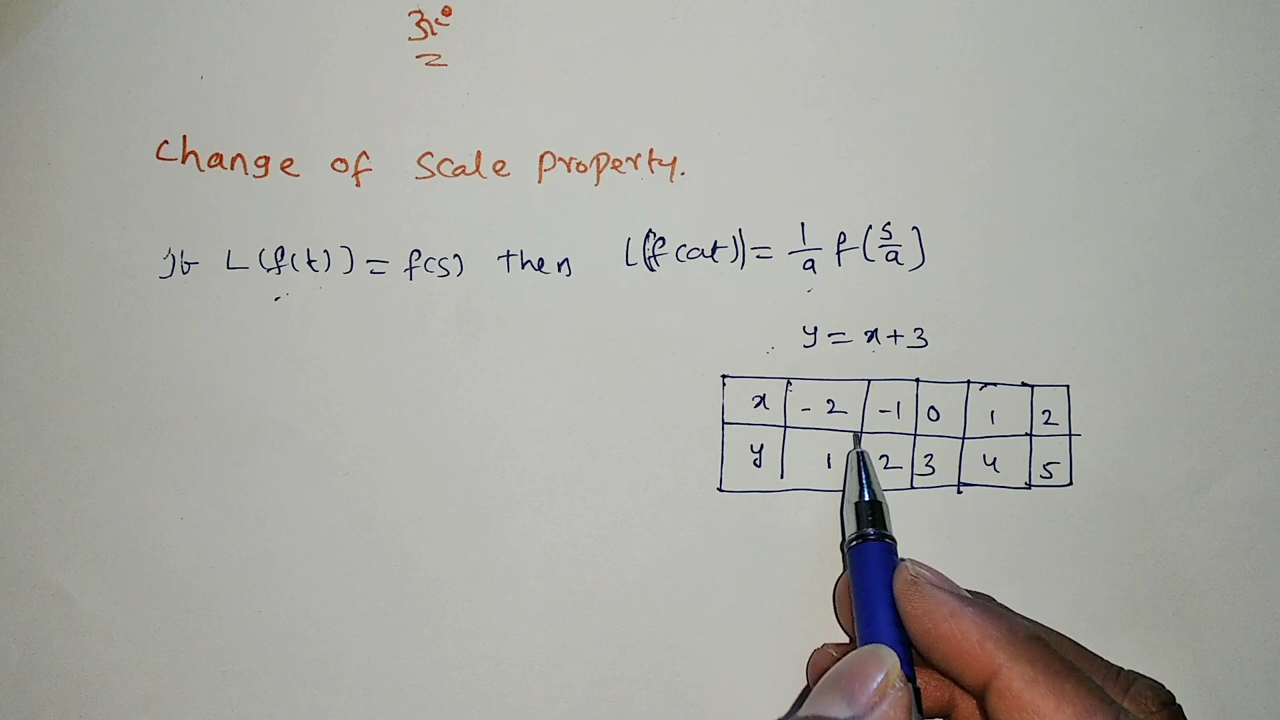 Change of Scale Property.
If L(f(t)) = f(s) then L(f(at)) = 1/a f(s/a)
y = x+3
x -2 -1 0 1 2
y 1 2 3 4 5